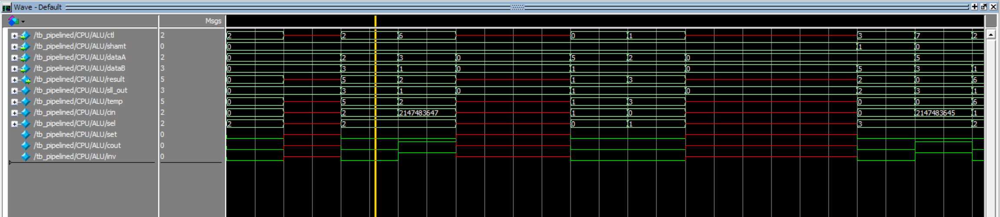 Wave - Default
Msgs
/tb_pipelined/CPU/ALU/ctl 2 2 2 6 0 1 3 7 2
/tb_pipelined/CPU/ALU/shamt 0 0 1 0
/tb_pipelined/CPU/ALU/dataA 2 0 2 3 0 5 2 0 5
/tb_pipelined/CPU/ALU/dataB 3 0 3 1 0 1 0 5 3 1
/tb_pipelined/CPU/ALU/result 5 0 5 2 1 3 2 0 6
/tb_pipelined/CPU/ALU/sll_out 3 0 3 1 0 1 0 2 3 1
/tb_pipelined/CPU/ALU/temp 5 0 5 2 1 3 0 0 6
/tb_pipelined/CPU/ALU/cin 2 0 2 2147483647 1 0 0 2147483645 1
/tb_pipelined/CPU/ALU/sel 2 2 2 0 1 3 2
/tb_pipelined/CPU/ALU/set 0
/tb_pipelined/CPU/ALU/cout 0
/tb_pipelined/CPU/ALU/inv 0